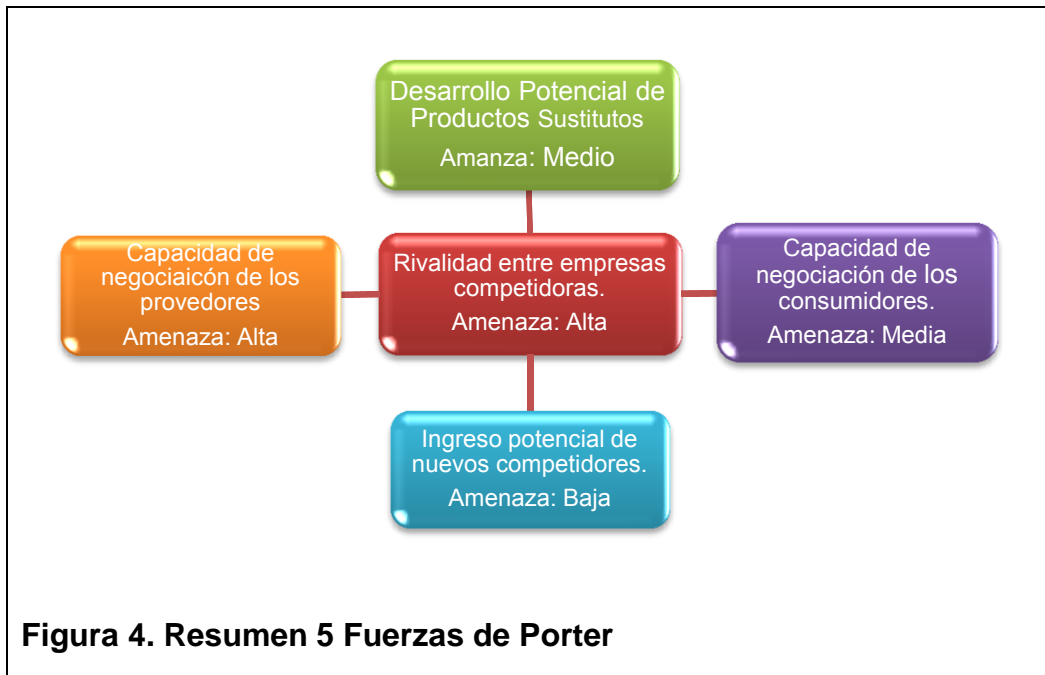 Desarrollo Potencial de
Productos Sustitutos
Amanza: Medio
Capacidad de
negociaicón de los
provedores
Amenaza: Alta
Rivalidad entre empresas
competidoras.
Amenaza: Alta
Capacidad de
negociación de los
consumidores.
Amenaza: Media
Ingreso potencial de
nuevos competidores.
Amenaza: Baja
Figura 4. Resumen 5 Fuerzas de Porter